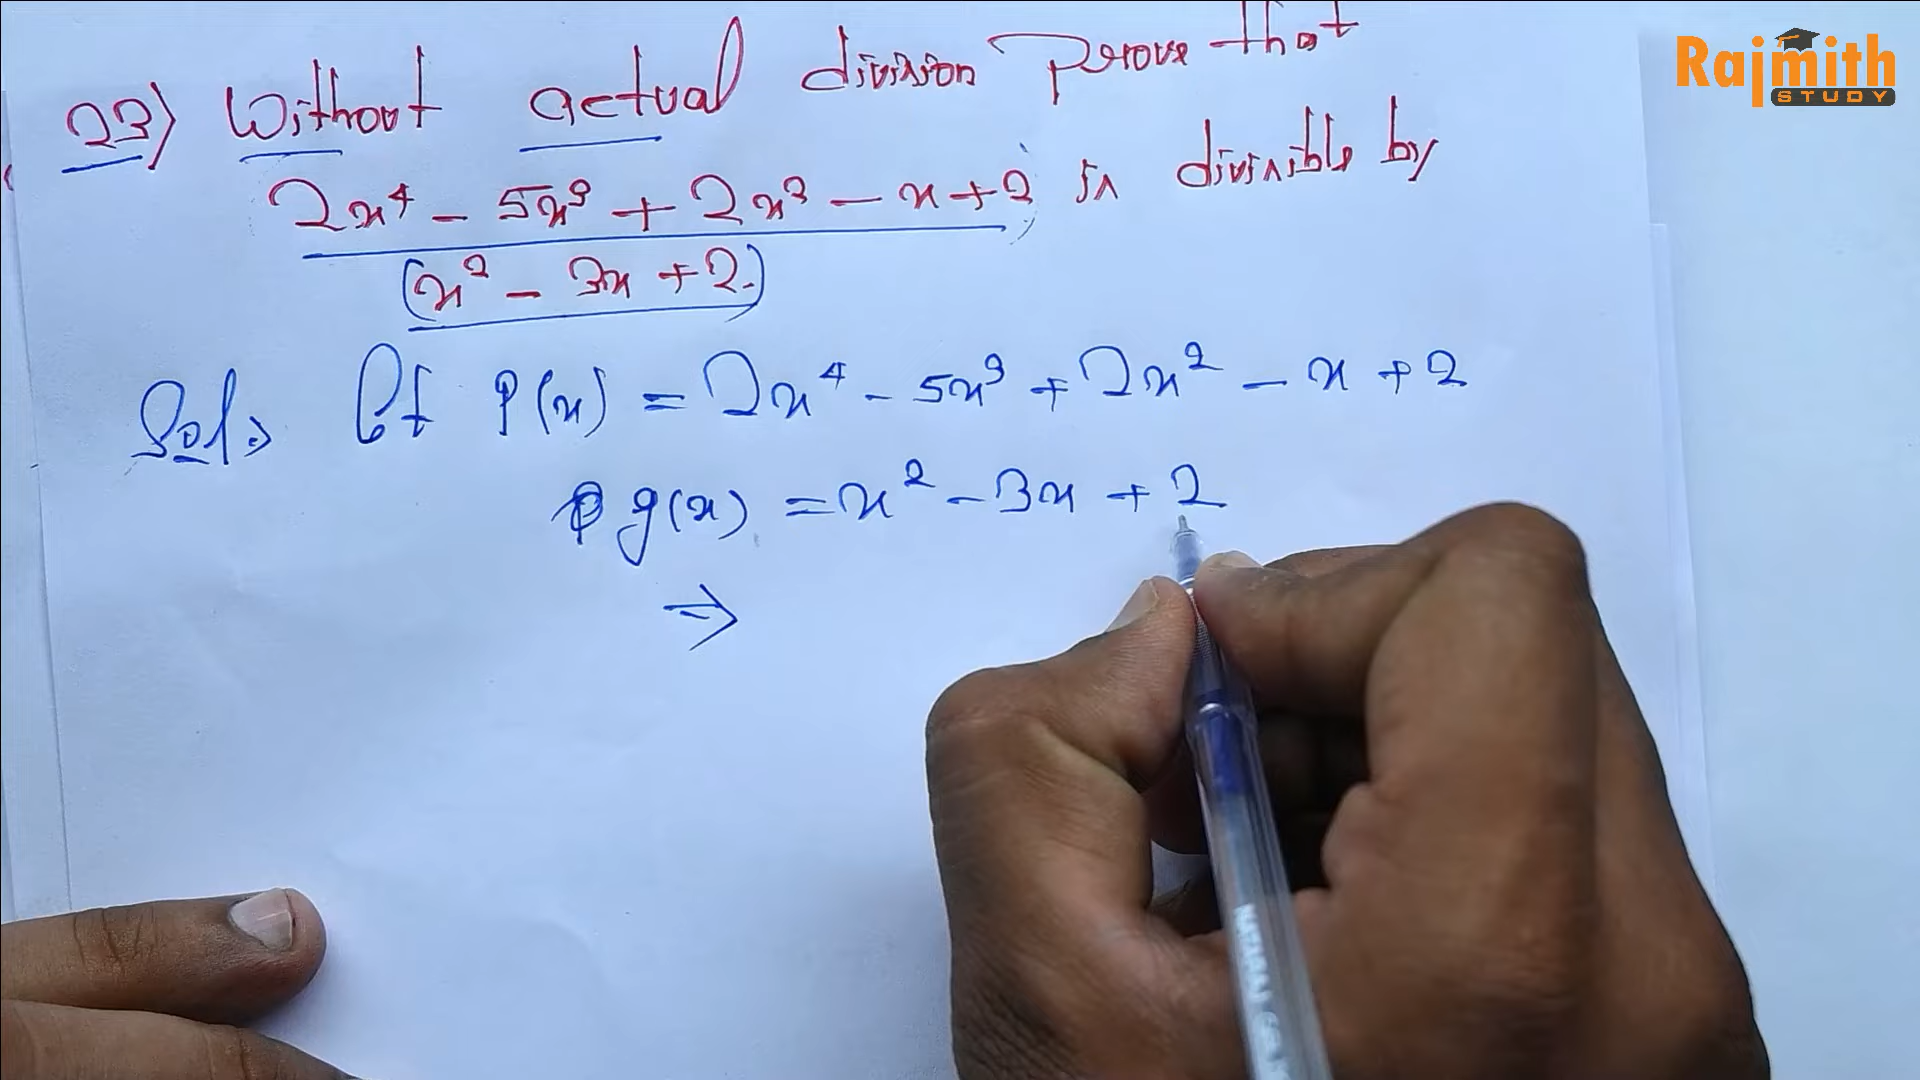 Rajmith
STUDY
23) Without actual division prove that
2x⁴ - 5x³ + 2x² - x + 2 is divisible by
(x² - 3x + 2)
Sol:
let P(x) = 2x⁴ - 5x³ + 2x² - x + 2
g(x) = x² - 3x + 2
⇒
NATARAJ